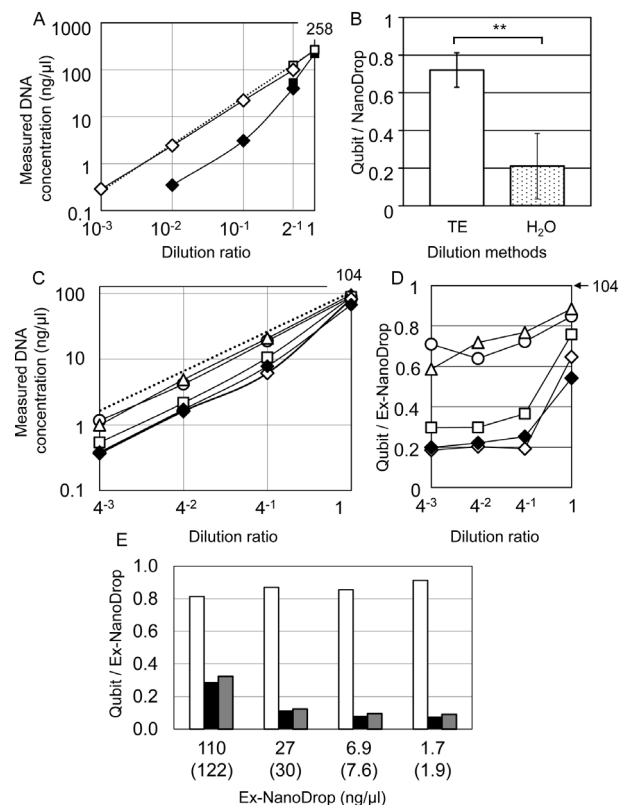 A
Measured DNA
concentration (ng/µl)
1000
100
10
1
0.1
258
10⁻³
10⁻²
10⁻¹
2⁻¹
1
Dilution ratio
B
Qubit / NanoDrop
1
0.8
0.6
0.4
0.2
0
**
TE
H₂O
Dilution methods
C
Measured DNA
concentration (ng/µl)
100
10
1
0.1
104
4⁻³
4⁻²
4⁻¹
1
Dilution ratio
D
Qubit / Ex-NanoDrop
1
0.8
0.6
0.4
0.2
0
104
4⁻³
4⁻²
4⁻¹
1
Dilution ratio
E
Qubit / Ex-NanoDrop
1.0
0.8
0.6
0.4
0.2
0.0
110 27 6.9 1.7
(122) (30) (7.6) (1.9)
Ex-NanoDrop (ng/µl)